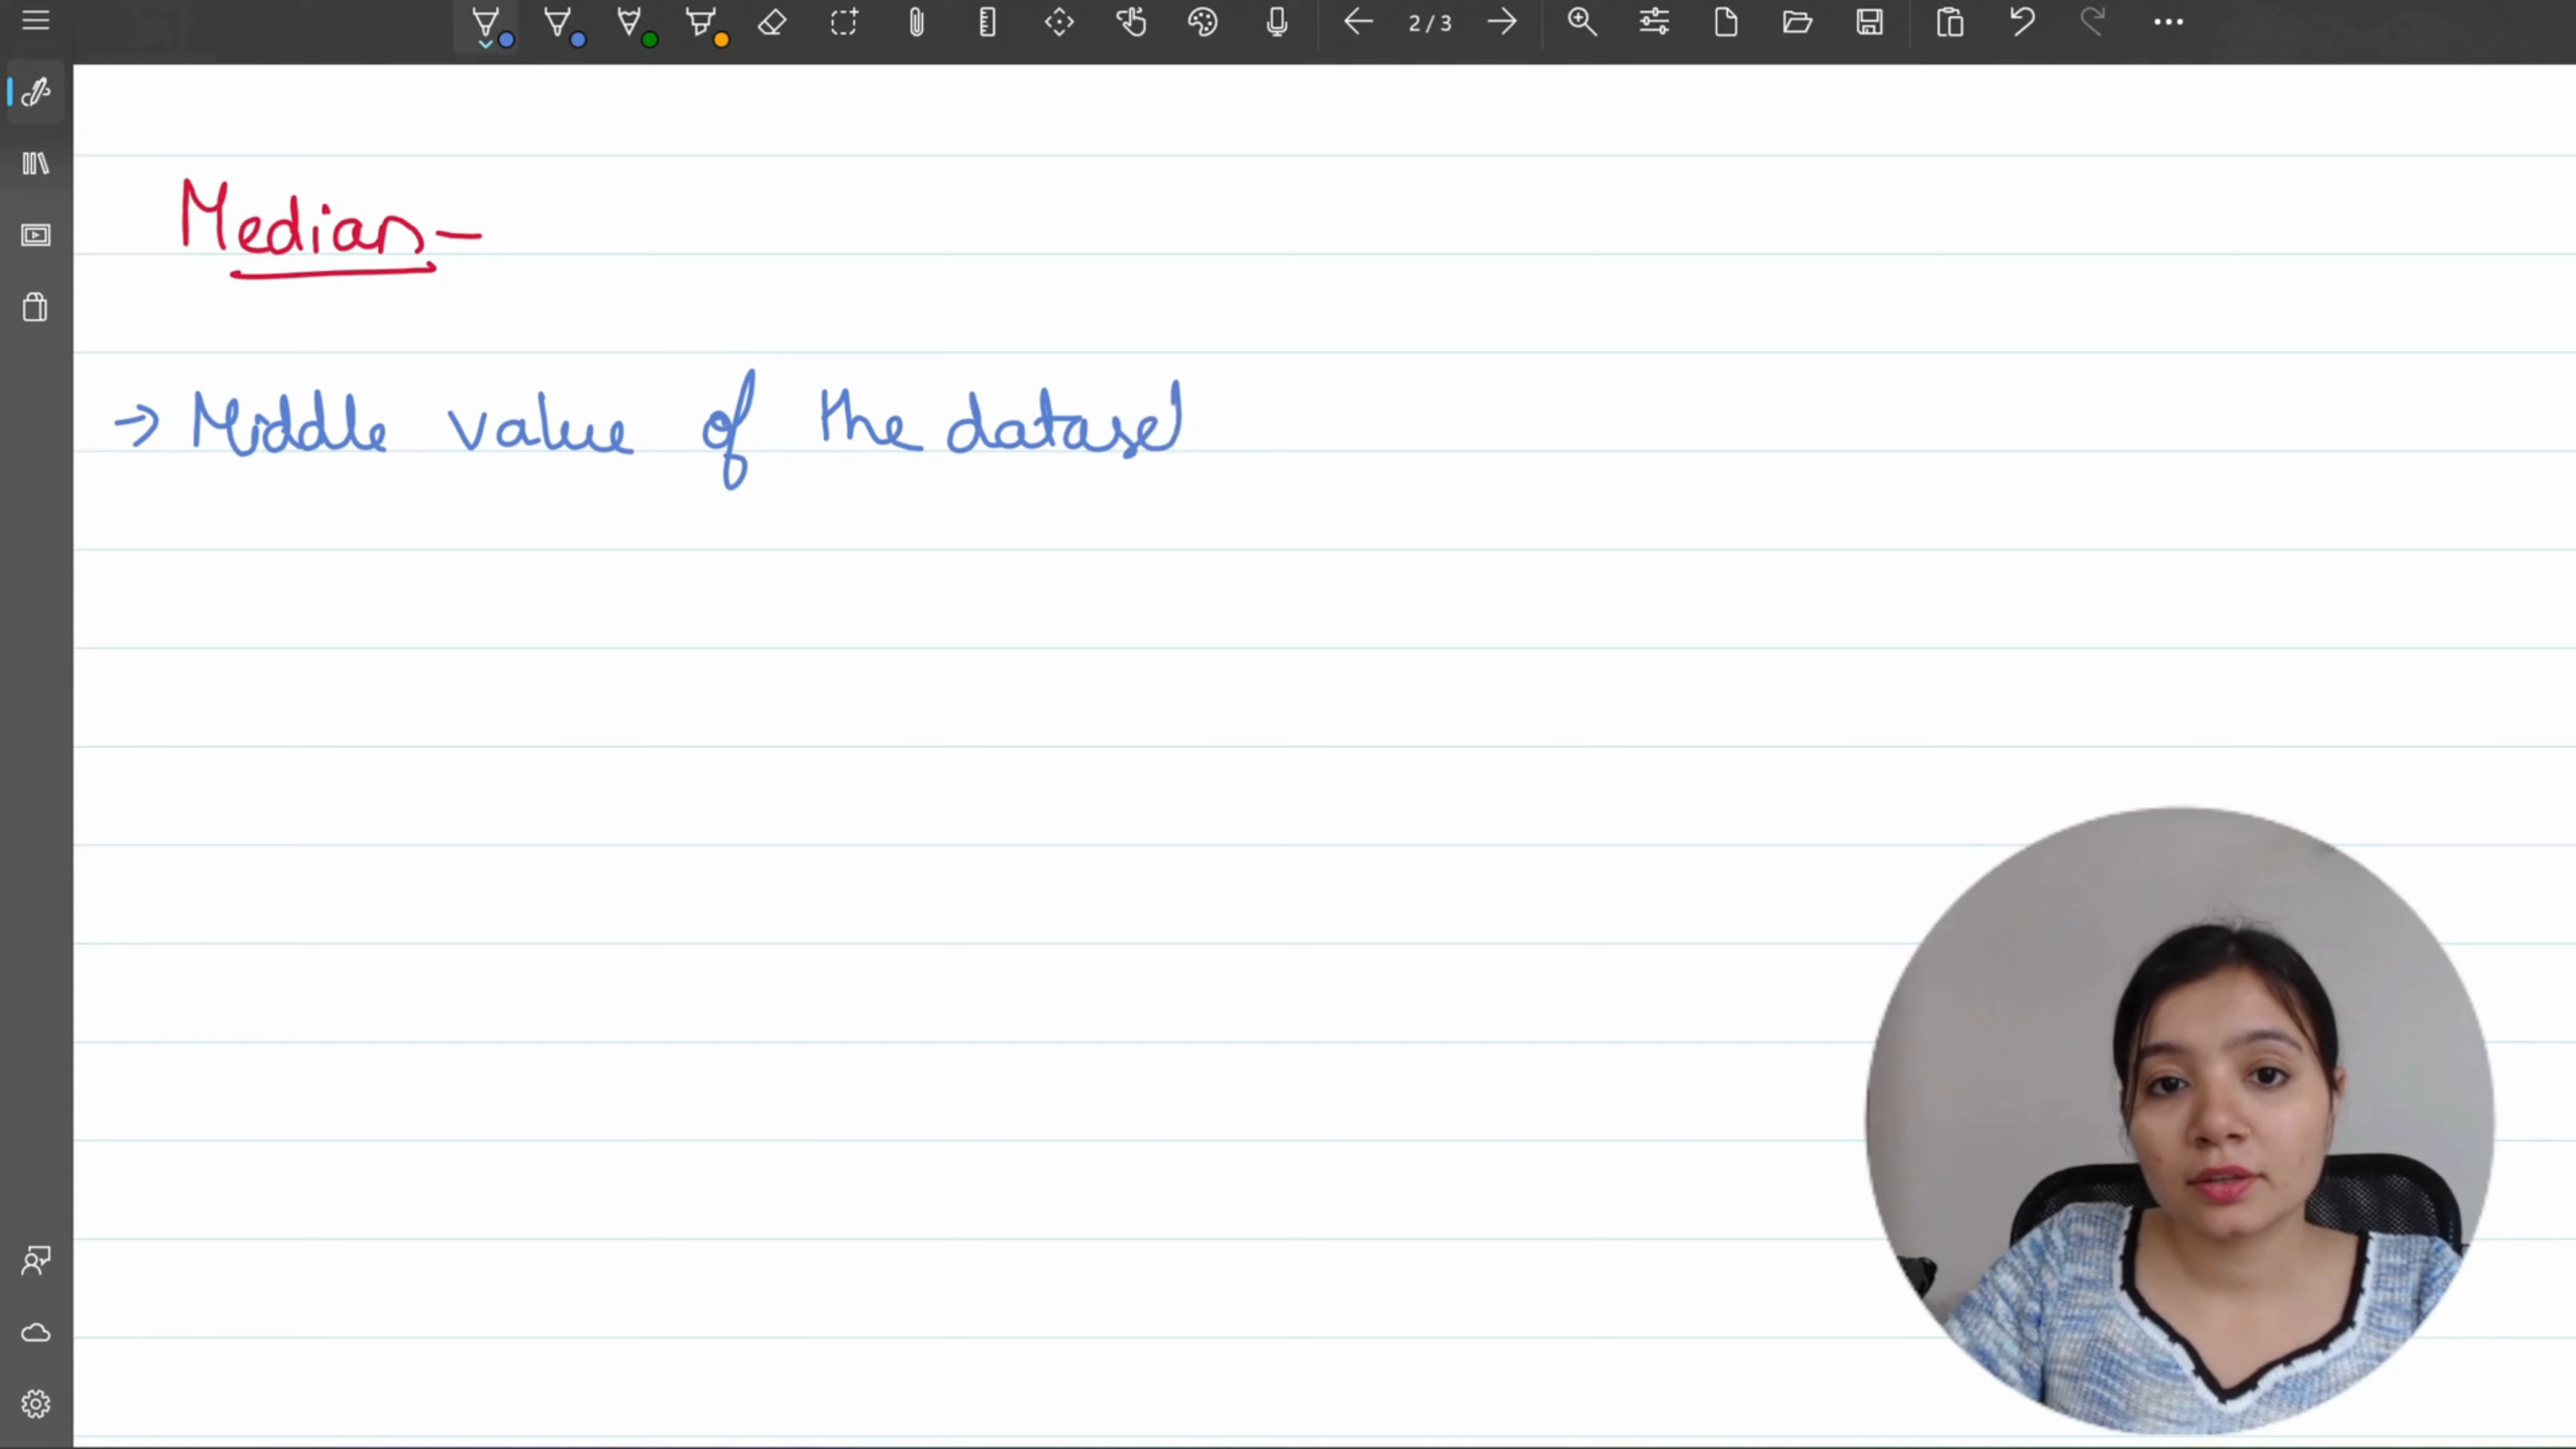 2 / 3
Median-
→ Middle value of the dataset